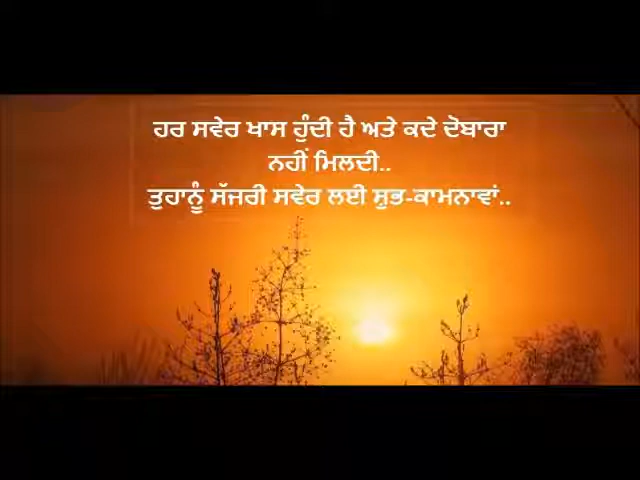 ਹਰ ਸਵੇਰ ਖਾਸ ਹੁੰਦੀ ਹੈ ਅਤੇ ਕਦੇ ਦੋਬਾਰਾ
ਨਹੀਂ ਮਿਲਦੀ..
ਤੁਹਾਨੂੰ ਸੱਜਰੀ ਸਵੇਰ ਲਈ ਸ਼ੁਭ-ਕਾਮਨਾਵਾਂ..